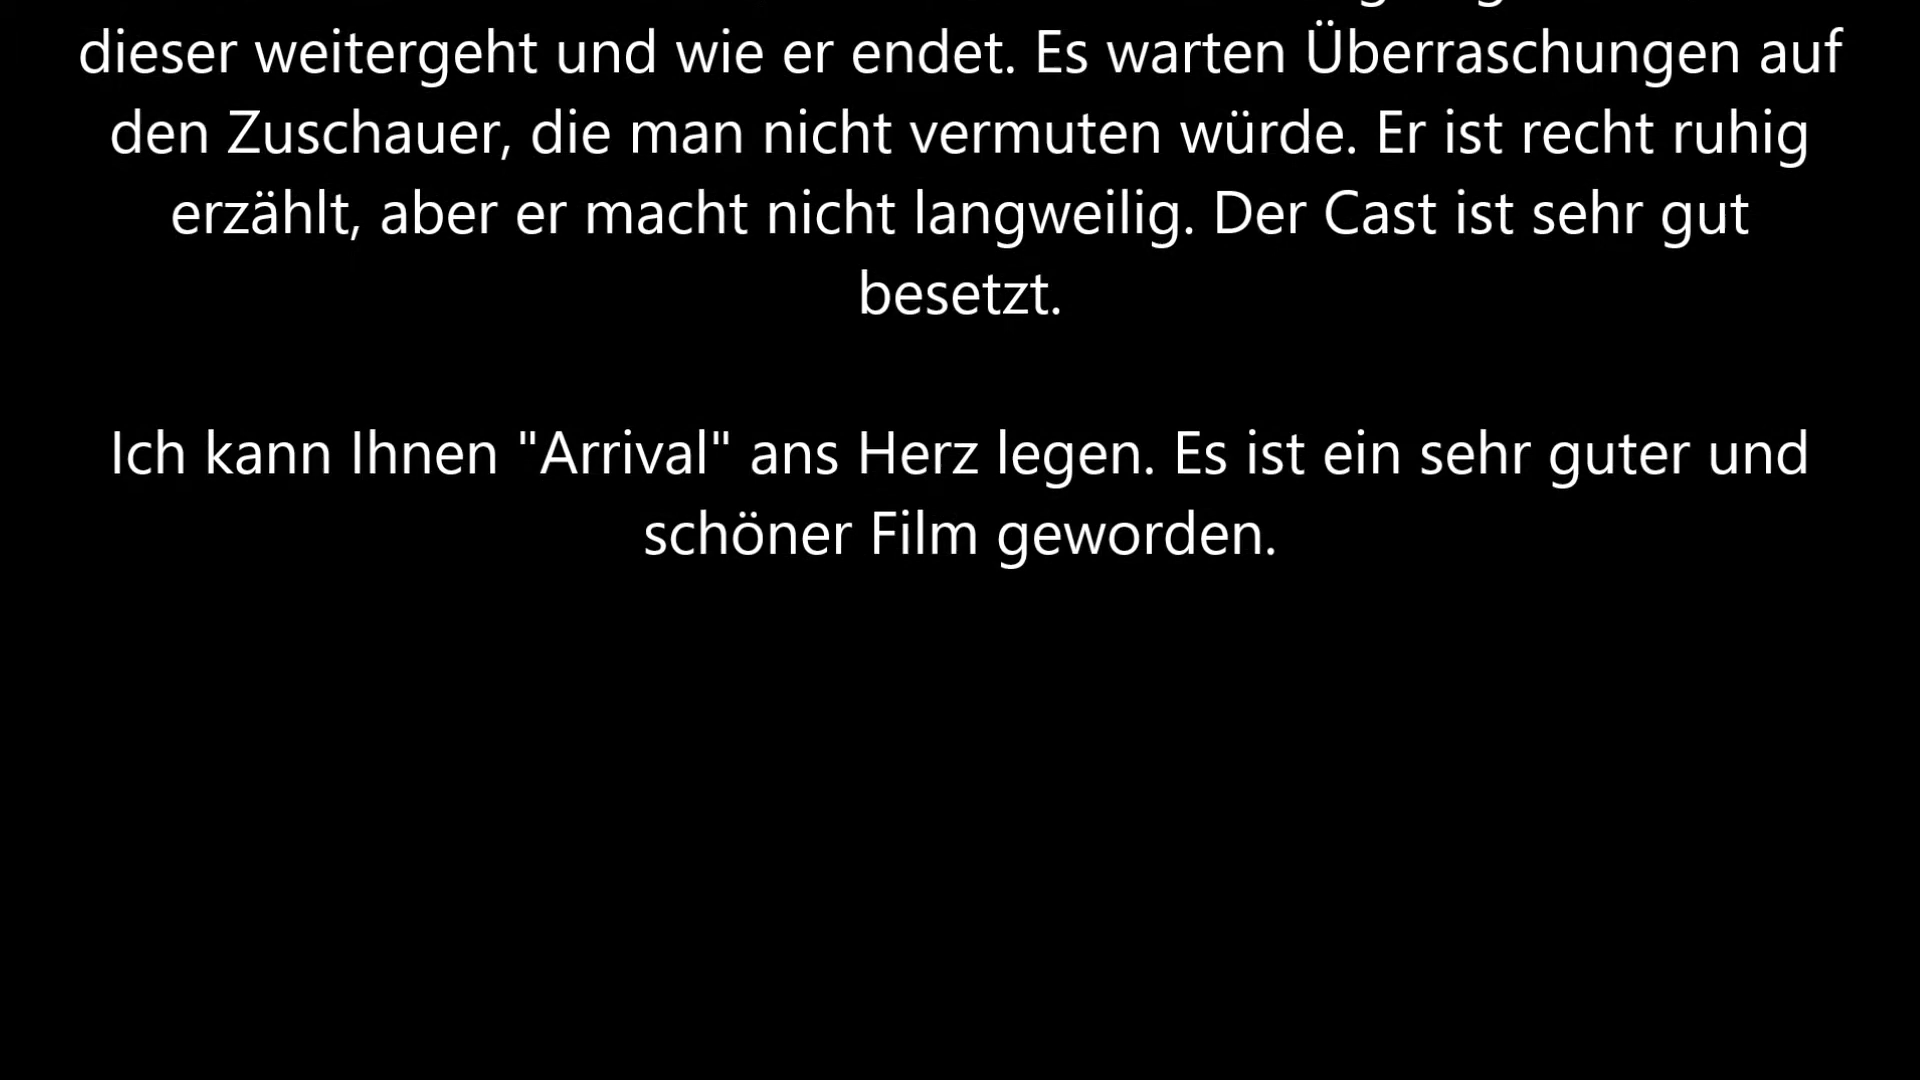 dieser weitergeht und wie er endet. Es warten Überraschungen auf
den Zuschauer, die man nicht vermuten würde. Er ist recht ruhig
erzählt, aber er macht nicht langweilig. Der Cast ist sehr gut
besetzt.
Ich kann Ihnen "Arrival" ans Herz legen. Es ist ein sehr guter und
schöner Film geworden.